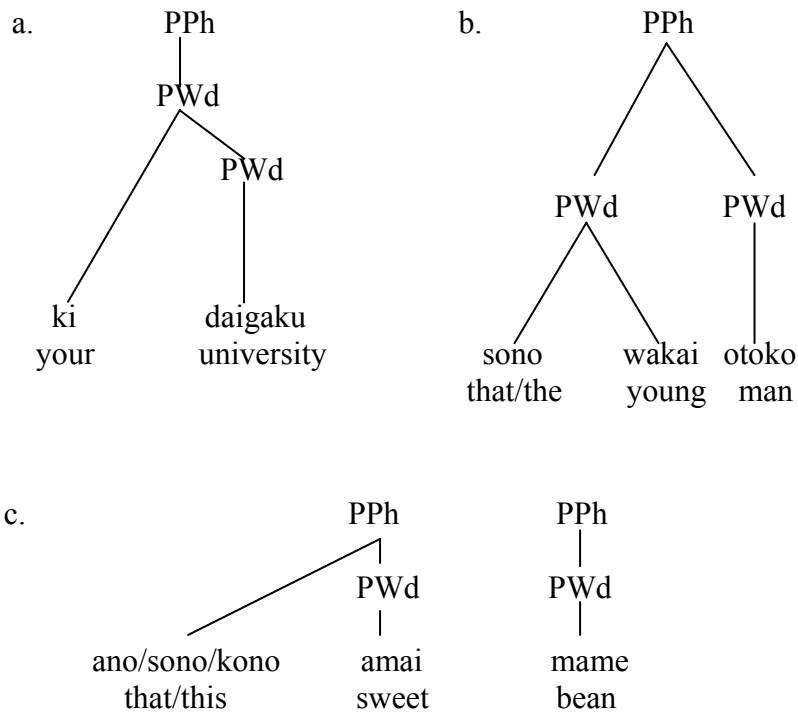 a. PPh
PWd
PWd
ki daigaku
your university
b. PPh
PWd PWd
sono wakai otoko
that/the young man
c. PPh PPh
PWd PWd
ano/sono/kono amai mame
that/this sweet bean